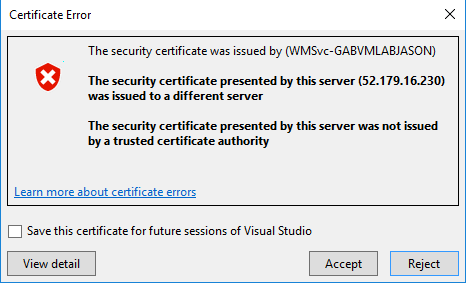 Certificate Error
The security certificate was issued by (WMSvc-GABVMLABJASON)
The security certificate presented by this server (52.179.16.230)
was issued to a different server
The security certificate presented by this server was not issued
by a trusted certificate authority
Learn more about certificate errors
Save this certificate for future sessions of Visual Studio
View detail
Accept
Reject